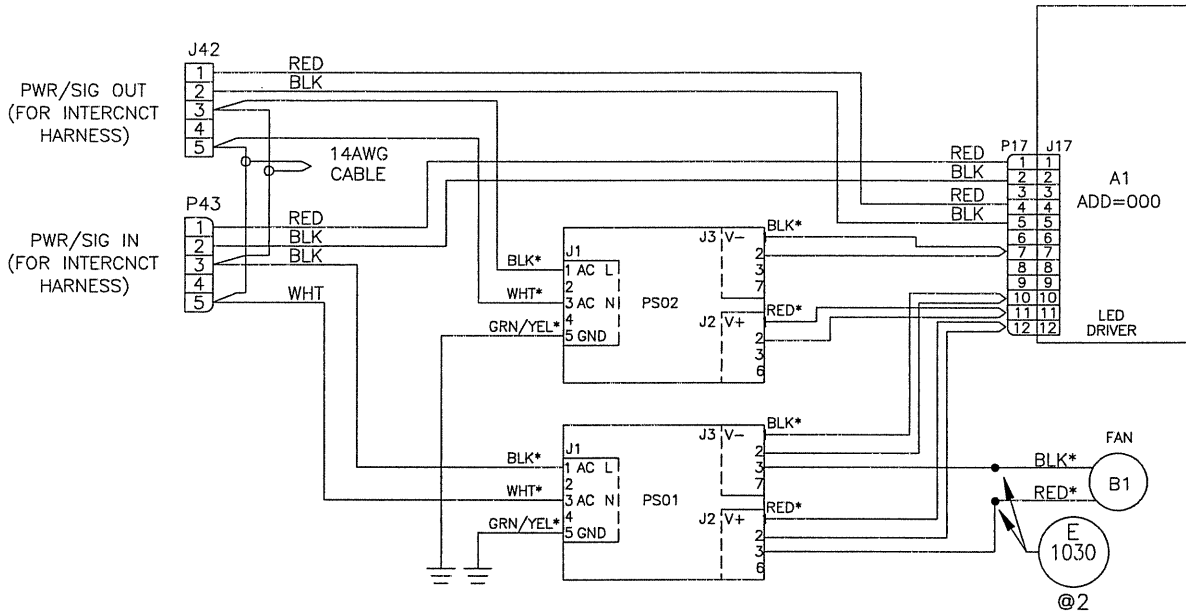 J42
1
2
3
4
5
RED
BLK
PWR/SIG OUT
(FOR INTERCNCT
HARNESS)
14AWG
CABLE
P43
1
2
3
4
5
RED
BLK
BLK
WHT
PWR/SIG IN
(FOR INTERCNCT
HARNESS)
RED
BLK
RED
BLK
P17 J17
1 1
2 2
3 3
4 4
5 5
6 6
7 7
8 8
9 9
10 10
11 11
12 12
A1
ADD=000
LED
DRIVER
BLK*
WHT*
GRN/YEL*
J1
1 AC L
2
3 AC N
4
5 GND
PS02
J3 V-
2
3
7
J2 V+
2
3
6
BLK*
RED*
BLK*
WHT*
GRN/YEL*
J1
1 AC L
2
3 AC N
4
5 GND
PS01
J3 V-
2
3
7
J2 V+
2
3
6
BLK*
RED*
FAN
BLK*
RED*
B1
E
1030
@2